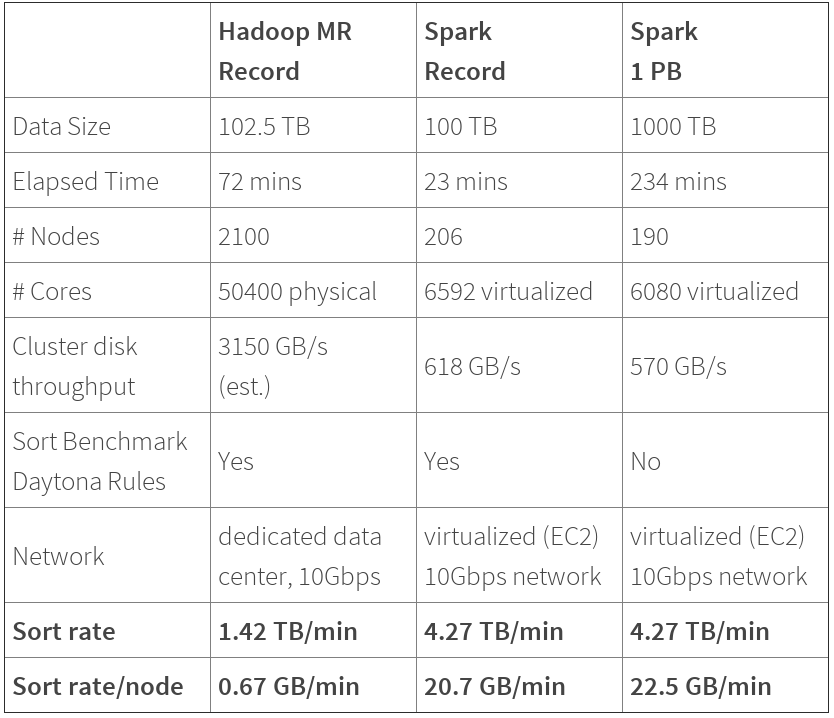 Hadoop MR
Record
Spark
Record
Spark
1 PB
Data Size
102.5 TB
100 TB
1000 TB
Elapsed Time
72 mins
23 mins
234 mins
# Nodes
2100
206
190
# Cores
50400 physical
6592 virtualized
6080 virtualized
Cluster disk
throughput
3150 GB/s
(est.)
618 GB/s
570 GB/s
Sort Benchmark
Daytona Rules
Yes
Yes
No
Network
dedicated data
center, 10Gbps
virtualized (EC2)
10Gbps network
virtualized (EC2)
10Gbps network
Sort rate
1.42 TB/min
4.27 TB/min
4.27 TB/min
Sort rate/node
0.67 GB/min
20.7 GB/min
22.5 GB/min